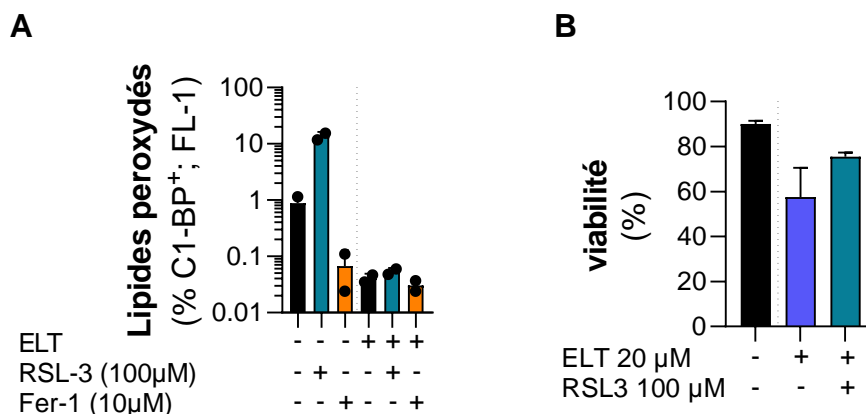 A
Lipides peroxydés
(% C1-BP+; FL-1)
100
10
1
0.1
0.01
ELT - - - + + +
RSL-3 (100µM) - + - - + -
Fer-1 (10µM) - - + - - +
B
viabilité
(%)
100
80
60
40
20
0
ELT 20 µM - + +
RSL3 100 µM - - +